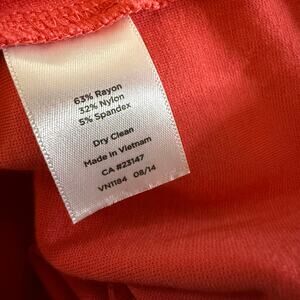 63% Rayon
32% Nylon
5% Spandex
Dry Clean
Made in Vietnam
CA #23147
VN1184 08/14